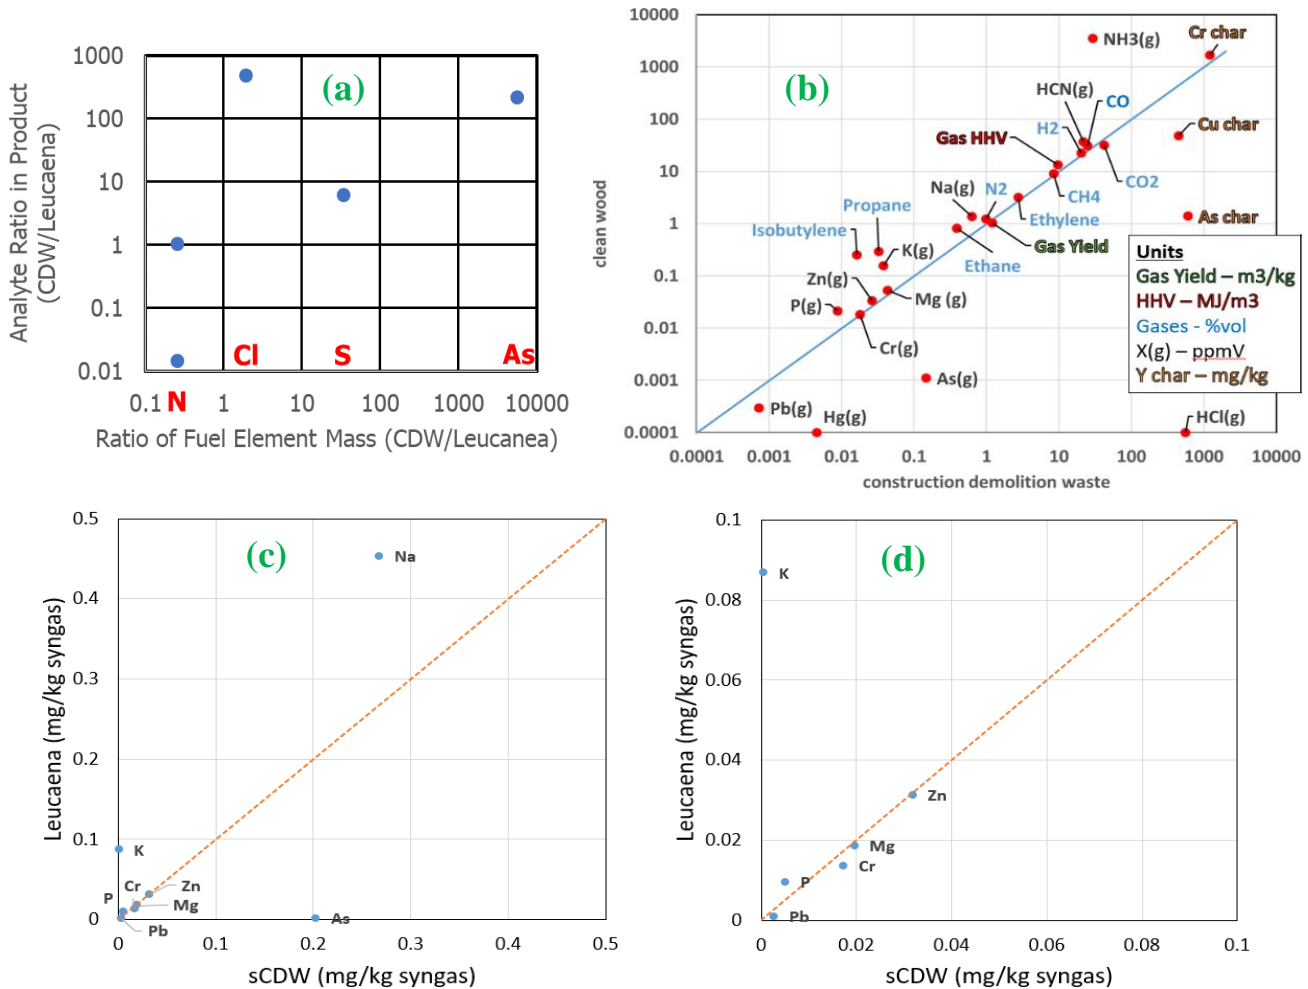 (a)
Analyte Ratio in Product
(CDW/Leucaena)
1000
100
10
1
0.1
0.01
Cl
S
As
N
0.1
1
10
100
1000
10000
Ratio of Fuel Element Mass (CDW/Leucanea)
(b)
clean wood
10000
1000
100
10
1
0.1
0.01
0.001
0.0001
NH3(g)
Cr char
HCN(g)
CO
H2
Cu char
Gas HHV
CO2
CH4
Na(g)
N2
Propane
Ethylene
As char
Isobutylene
Gas Yield
K(g)
Ethane
Zn(g)
Mg (g)
P(g)
Cr(g)
As(g)
Pb(g)
Hg(g)
HCl(g)
Units
Gas Yield – m3/kg
HHV – MJ/m3
Gases - %vol
X(g) – ppmV
Y char – mg/kg
0.0001
0.001
0.01
0.1
1
10
100
1000
10000
construction demolition waste
(c)
Leucaena (mg/kg syngas)
0.5
0.4
0.3
0.2
0.1
0
Na
K
Cr
Zn
P
Mg
Pb
As
0
0.1
0.2
0.3
0.4
0.5
sCDW (mg/kg syngas)
(d)
Leucaena (mg/kg syngas)
0.1
0.08
0.06
0.04
0.02
0
K
Zn
Mg
Cr
P
Pb
0
0.02
0.04
0.06
0.08
0.1
sCDW (mg/kg syngas)